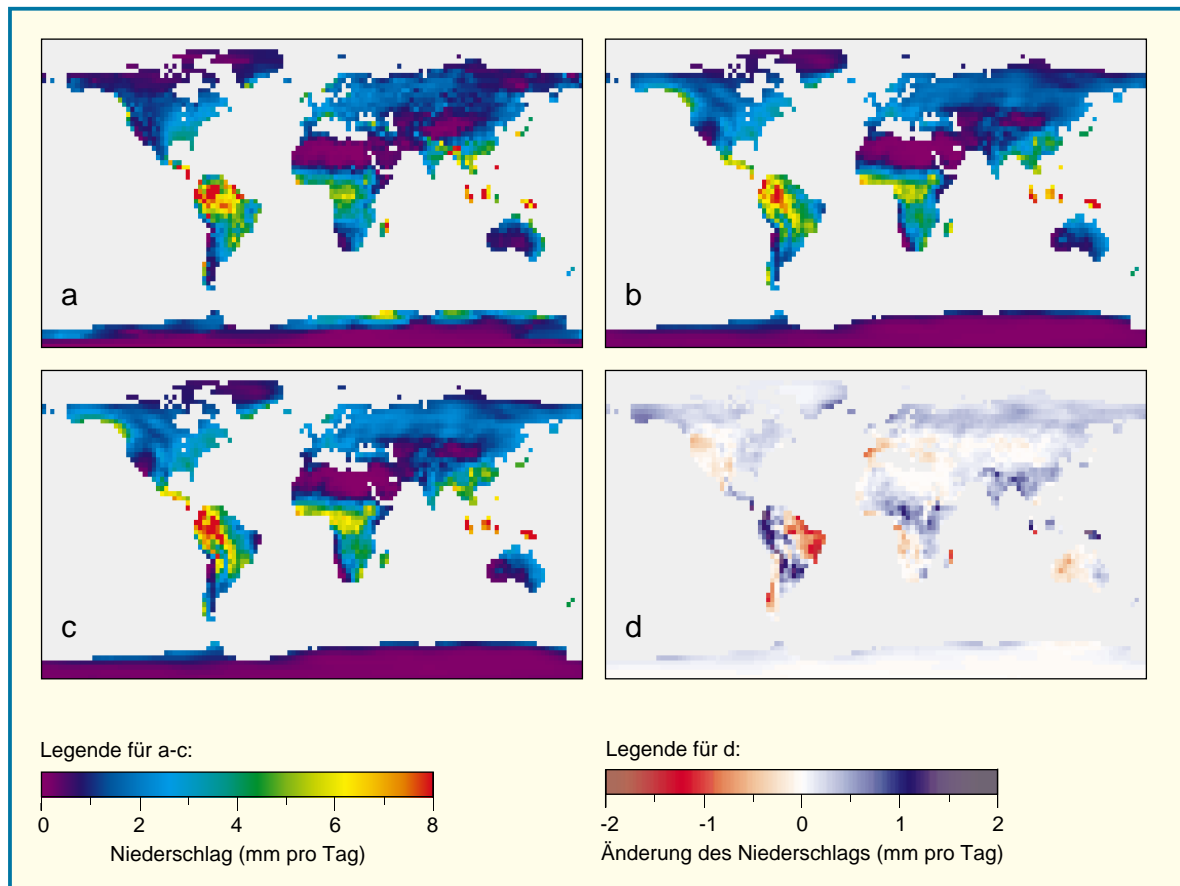 a
b
c
d
Legende für a-c:
0 2 4 6 8
Niederschlag (mm pro Tag)
Legende für d:
-2 -1 0 1 2
Änderung des Niederschlags (mm pro Tag)